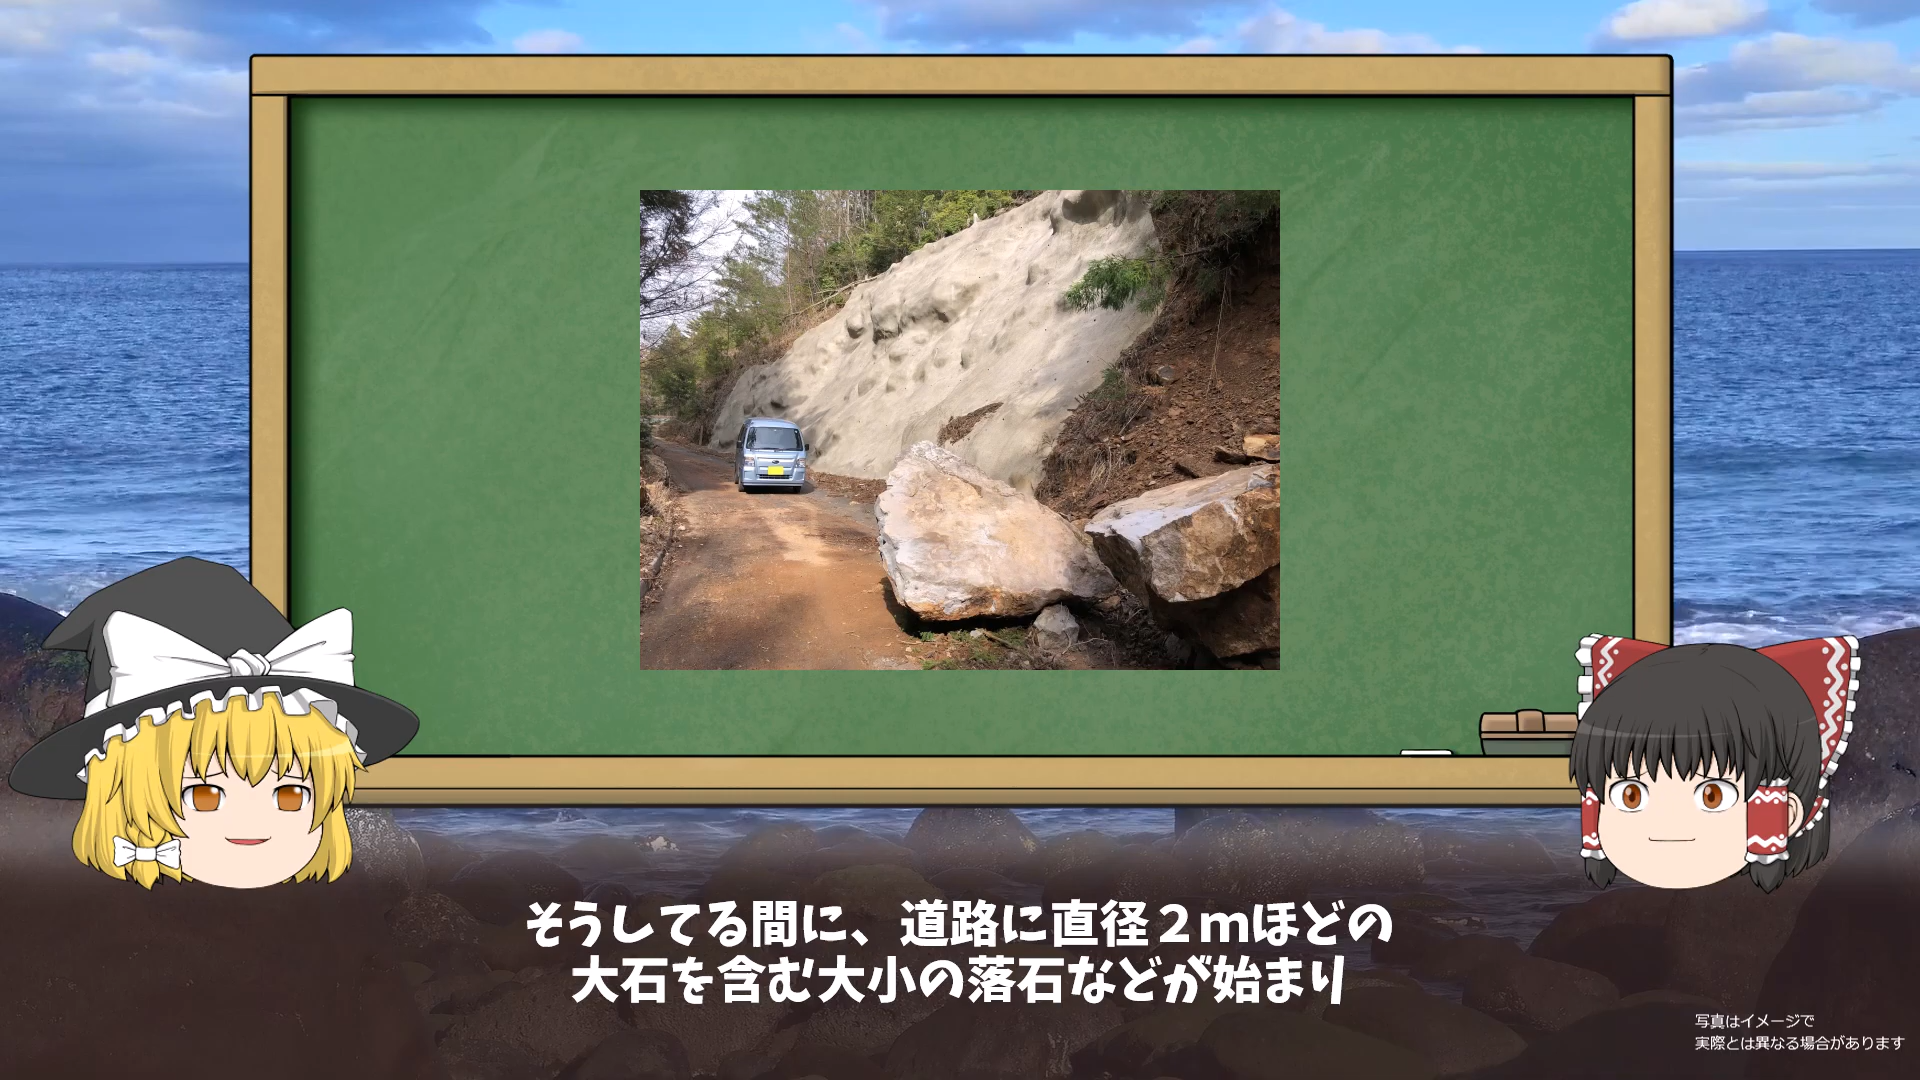 そうしてる間に、道路に直径２ｍほどの
大石を含む大小の落石などが始まり
写真はイメージで
実際とは異なる場合があります